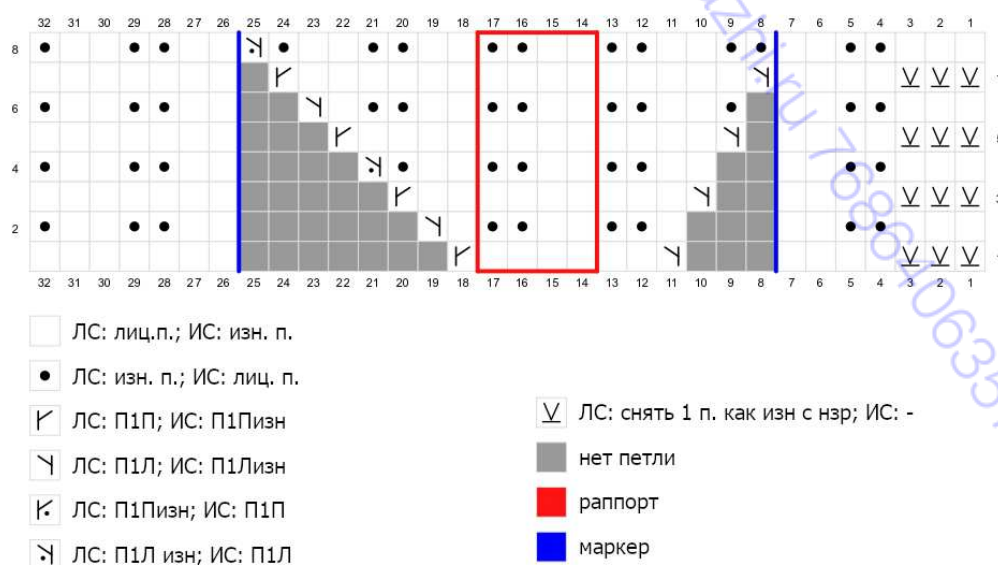 32 31 30 29 28 27 26 25 24 23 22 21 20 19 18 17 16 15 14 13 12 11 10 9 8 7 6 5 4 3 2 1
8
6
5
4
3
2
32 31 30 29 28 27 26 25 24 23 22 21 20 19 18 17 16 15 14 13 12 11 10 9 8 7 6 5 4 3 2 1
ЛС: лиц.п.; ИС: изн. п.
ЛС: изн. п.; ИС: лиц. п.
ЛС: П1П; ИС: П1Пизн
ЛС: П1Л; ИС: П1Лизн
ЛС: П1Пизн; ИС: П1П
ЛС: П1Л изн; ИС: П1Л
ЛС: снять 1 п. как изн с нзр; ИС: -
нет петли
раппорт
маркер